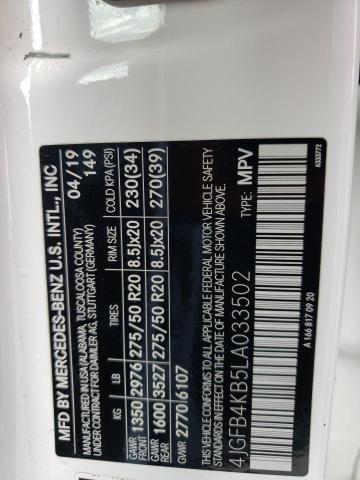 MFD BY MERCEDES-BENZ U.S. INTL., INC
MANUFACTURED IN USA/ALABAMA, TUSCALOOSA COUNTY 04/19
UNDER CONTRACT FOR DAIMLER AG, STUTTGART (GERMANY) 149
KG LB TIRES RIM SIZE COLD KPA (PSI)
GAWR FRONT 1350 2976 275/50 R20 8.5Jx20 230(34)
GAWR REAR 1600 3527 275/50 R20 8.5Jx20 270(39)
GVWR 2770 6107
THIS VEHICLE CONFORMS TO ALL APPLICABLE FEDERAL MOTOR VEHICLE SAFETY
STANDARDS IN EFFECT ON THE DATE OF MANUFACTURE SHOWN ABOVE.
4JGFB4KB5LA033502 TYPE: MPV
A 166 817 09 20
6333772